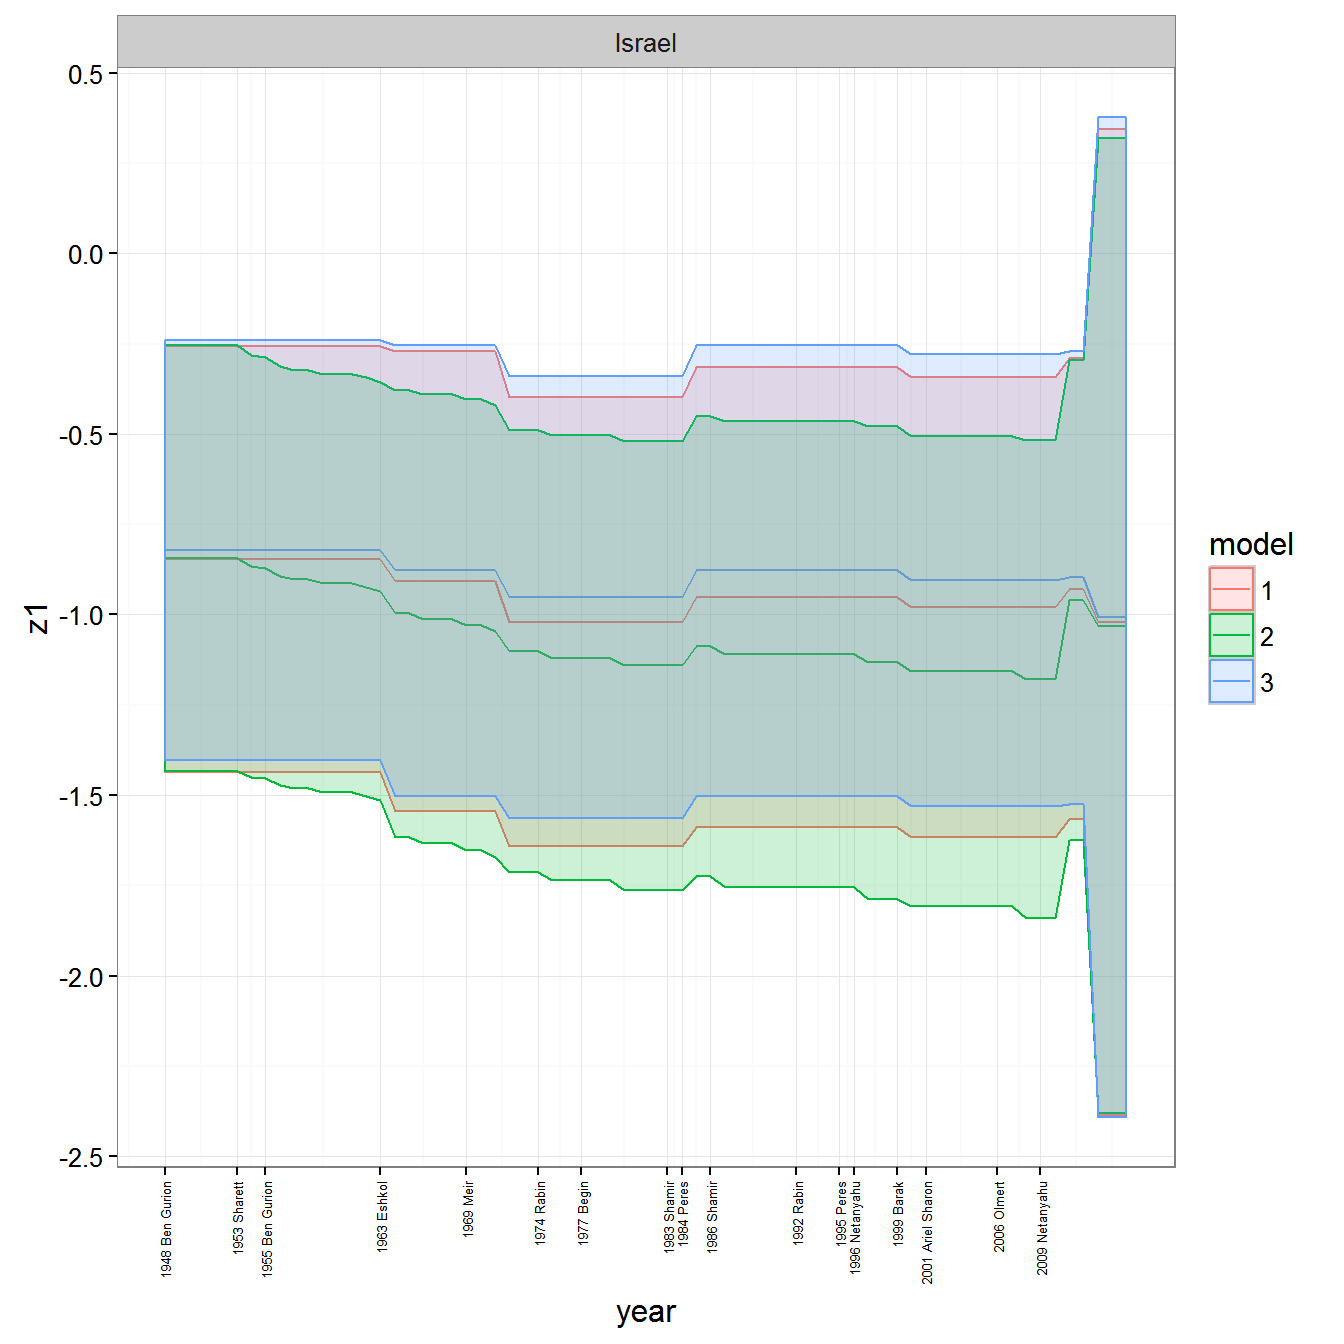 Israel
0.5
0.0
-0.5
-1.0
-1.5
-2.0
-2.5
z1
1948 Ben Gurion
1953 Sharett
1955 Ben Gurion
1963 Eshkol
1969 Meir
1974 Rabin
1977 Begin
1983 Shamir
1984 Peres
1986 Shamir
1992 Rabin
1995 Peres
1996 Netanyahu
1999 Barak
2001 Ariel Sharon
2006 Olmert
2009 Netanyahu
year
model
1
2
3